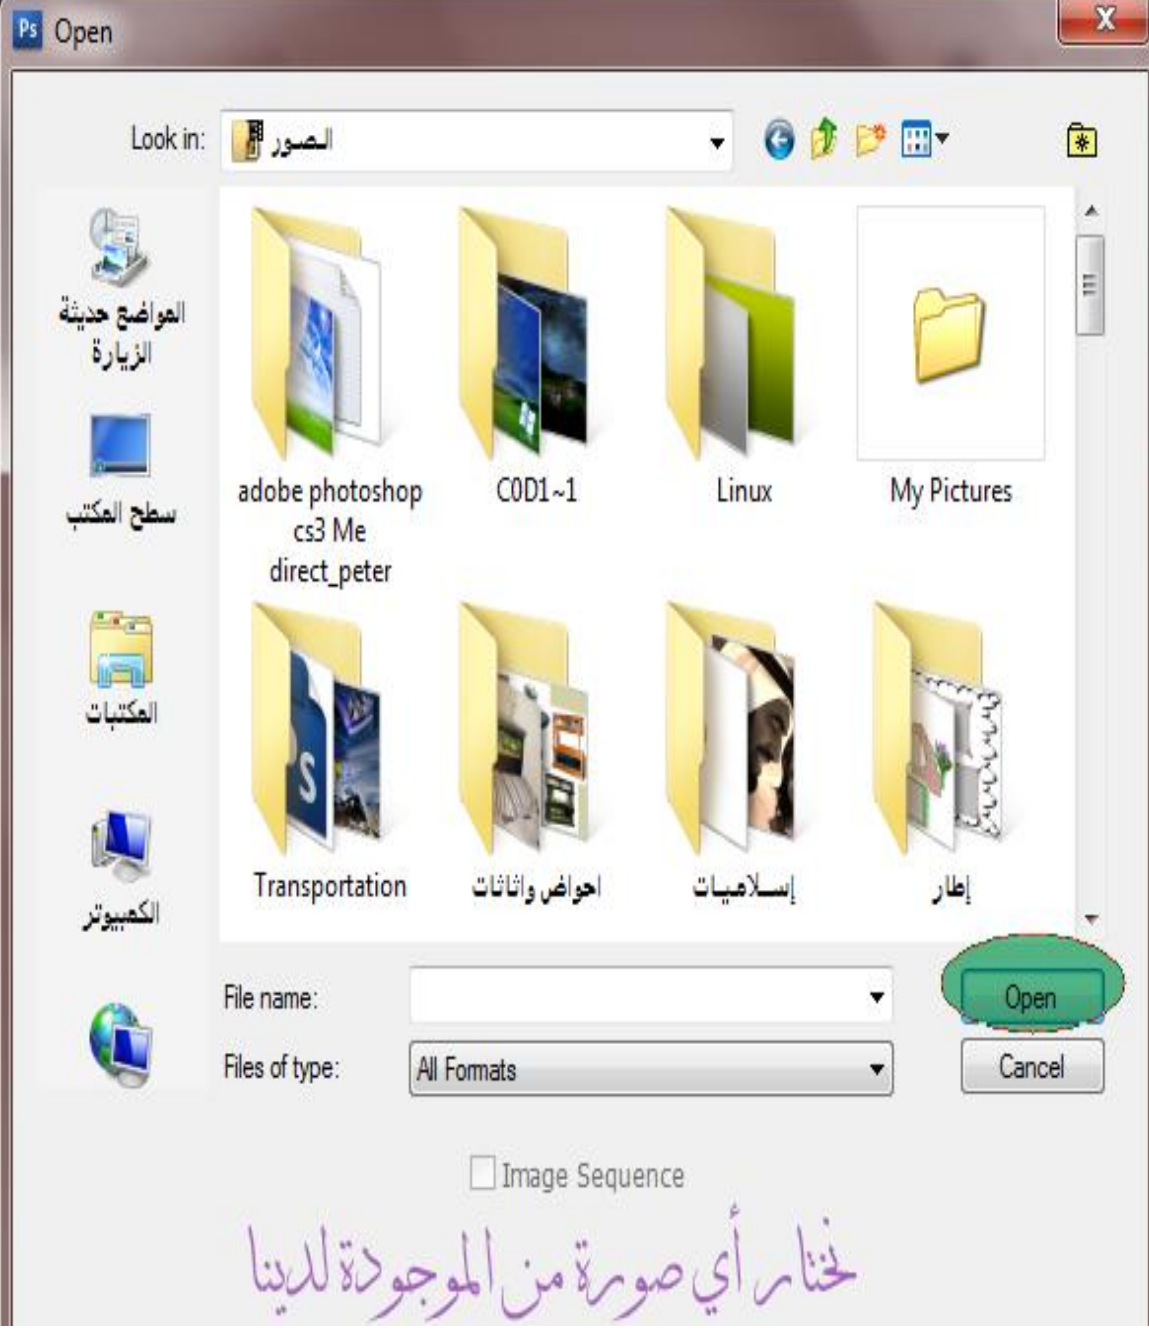 Ps Open
X
Look in: الصور
المواضع حديثة
الزيارة
سطح المكتب
المكتبات
الكمبيوتر
adobe photoshop
cs3 Me
direct_peter
C0D1~1
Linux
My Pictures
Transportation
احواض واثاثات
إسلاميات
إطار
File name:
Open
Files of type: All Formats
Cancel
Image Sequence
نختار أي صورة من الموجودة لدينا